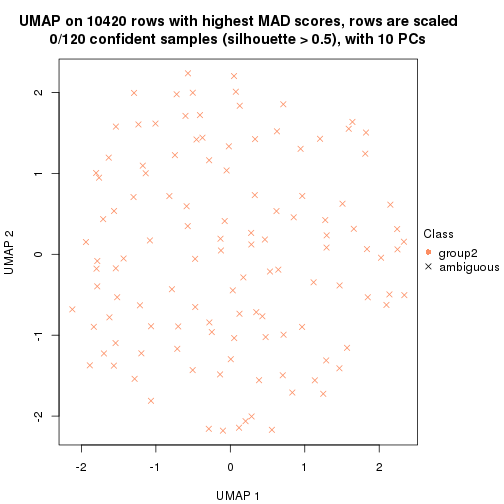 UMAP on 10420 rows with highest MAD scores, rows are scaled
0/120 confident samples (silhouette > 0.5), with 10 PCs
2
1
0
-1
-2
UMAP 2
-2
-1
0
1
2
UMAP 1
Class
group2
ambiguous